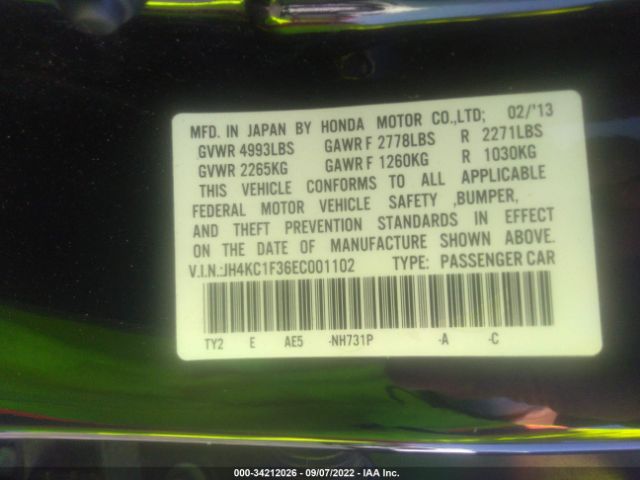 MFD. IN JAPAN BY HONDA MOTOR CO.,LTD; 02/'13
GVWR 4993LBS GAWR F 2778LBS R 2271LBS
GVWR 2265KG GAWR F 1260KG R 1030KG
THIS VEHICLE CONFORMS TO ALL APPLICABLE
FEDERAL MOTOR VEHICLE SAFETY ,BUMPER,
AND THEFT PREVENTION STANDARDS IN EFFECT
ON THE DATE OF MANUFACTURE SHOWN ABOVE.
V.I.N.:JH4KC1F36EC001102 TYPE: PASSENGER CAR
TY2 E AE5 -NH731P -A -C
000-34212026 - 09/07/2022 - IAA Inc.